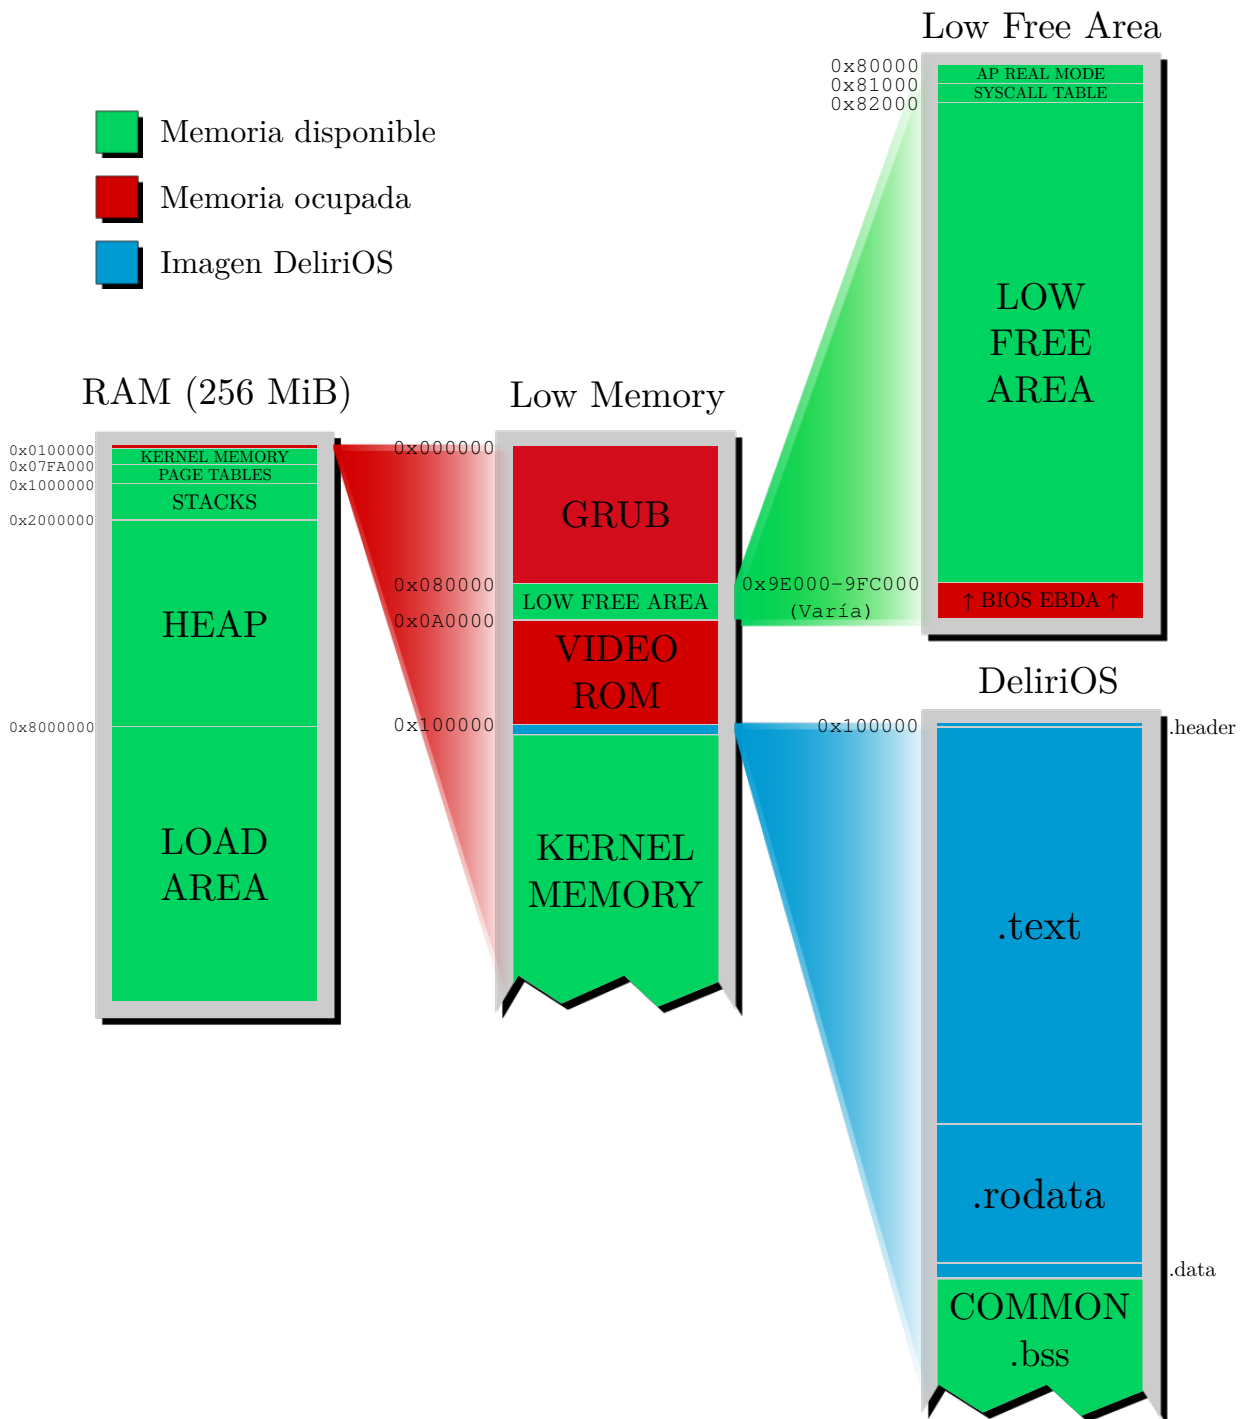 Low Free Area
0x80000
AP REAL MODE
0x81000
SYSCALL TABLE
0x82000
LOW
FREE
AREA
0x9E000-9FC000
(Varía)
↑ BIOS EBDA ↑
Memoria disponible
Memoria ocupada
Imagen DeliriOS
RAM (256 MiB)
0x0100000
KERNEL MEMORY
0x07FA000
PAGE TABLES
0x1000000
STACKS
0x2000000
HEAP
0x8000000
LOAD
AREA
Low Memory
0x000000
GRUB
0x080000
LOW FREE AREA
0x0A0000
VIDEO
ROM
0x100000
KERNEL
MEMORY
DeliriOS
0x100000
.header
.text
.rodata
.data
COMMON
.bss